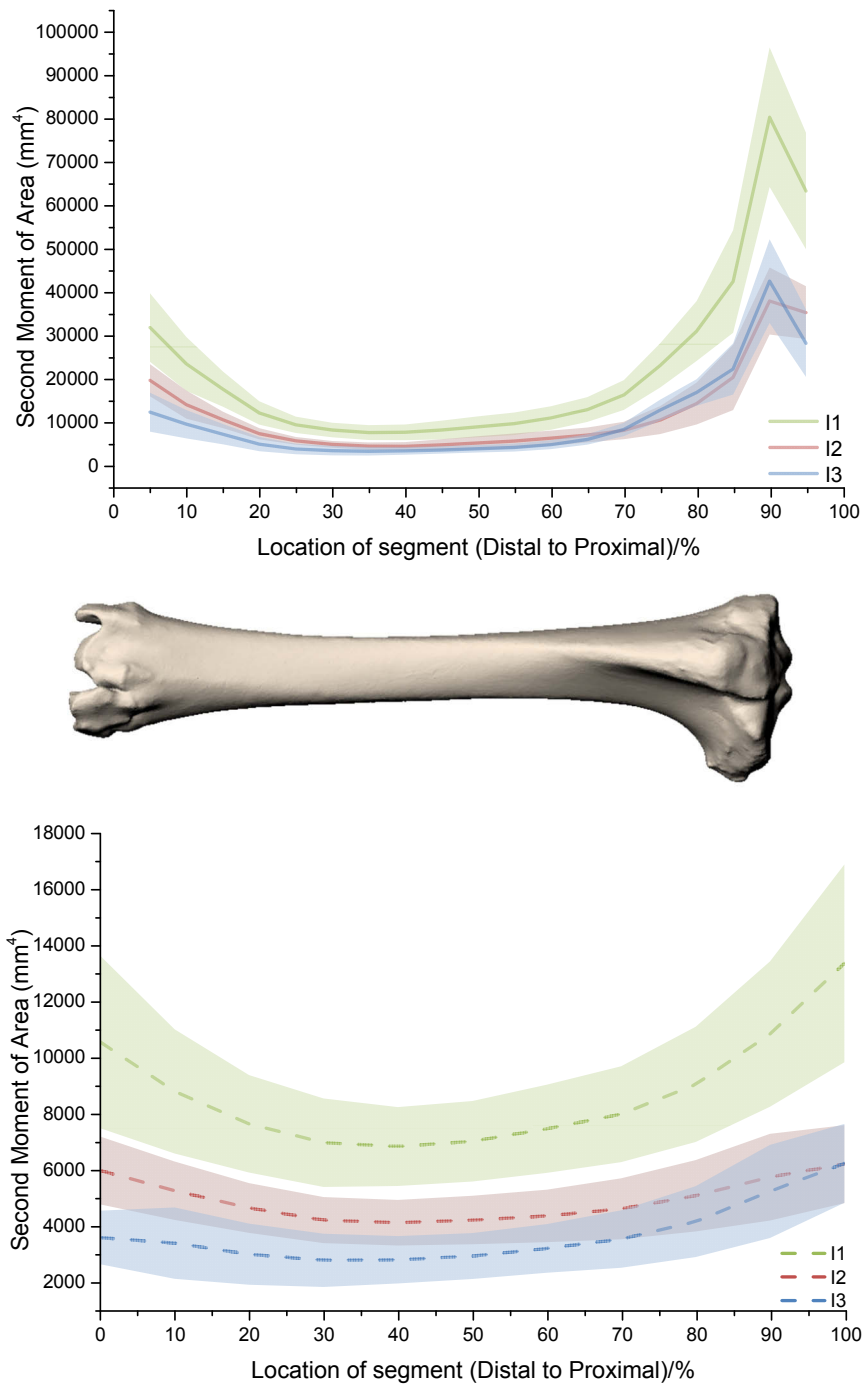 100000
90000
80000
70000
60000
50000
40000
30000
20000
10000
0
Second Moment of Area (mm⁴)
I1
I2
I3
0 10 20 30 40 50 60 70 80 90 100
Location of segment (Distal to Proximal)/%
18000
16000
14000
12000
10000
8000
6000
4000
2000
Second Moment of Area (mm⁴)
I1
I2
I3
0 10 20 30 40 50 60 70 80 90 100
Location of segment (Distal to Proximal)/%